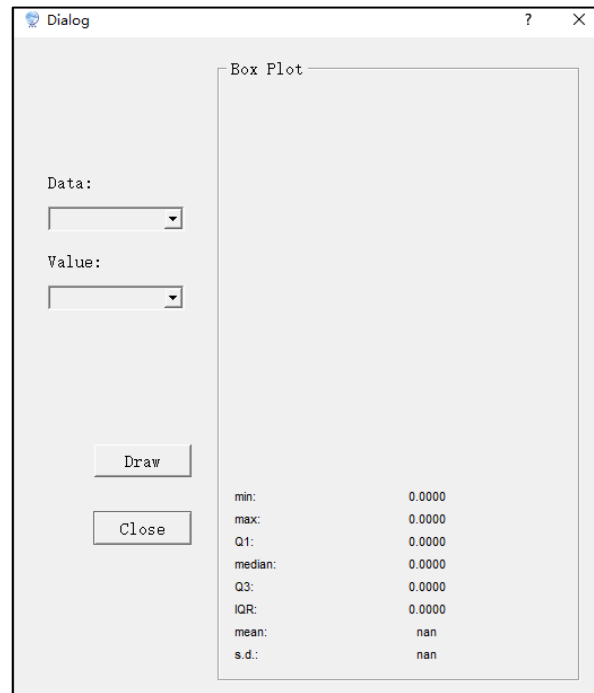 Dialog ? ×
Box Plot
Data:
Value:
Draw
Close
min: 0.0000
max: 0.0000
Q1: 0.0000
median: 0.0000
Q3: 0.0000
IQR: 0.0000
mean: nan
s.d.: nan